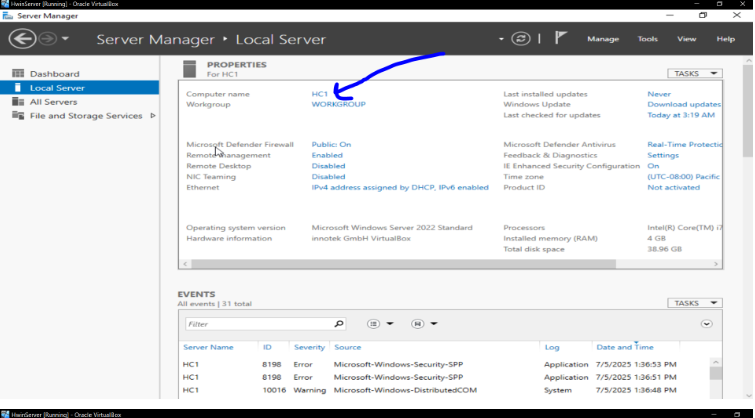 HwinServer [Running] - Oracle VirtualBox
Server Manager
Server Manager • Local Server
Manage Tools View Help
Dashboard
Local Server
All Servers
File and Storage Services
PROPERTIES
For HC1
TASKS
Computer name HC1 Last installed updates Never
Workgroup WORKGROUP Windows Update Download updates
Last checked for updates Today at 3:19 AM
Microsoft Defender Firewall Public: On Microsoft Defender Antivirus Real-Time Protectio
Remote management Enabled Feedback & Diagnostics Settings
Remote Desktop Disabled IE Enhanced Security Configuration On
NIC Teaming Disabled Time zone (UTC-08:00) Pacific
Ethernet IPv4 address assigned by DHCP, IPv6 enabled Product ID Not activated
Operating system version Microsoft Windows Server 2022 Standard Processors Intel(R) Core(TM) i7
Hardware information innotek GmbH VirtualBox Installed memory (RAM) 4 GB
Total disk space 38.96 GB
EVENTS
All events | 31 total
TASKS
Filter
Server Name ID Severity Source Log Date and Time
HC1 8198 Error Microsoft-Windows-Security-SPP Application 7/5/2025 1:36:53 PM
HC1 8198 Error Microsoft-Windows-Security-SPP Application 7/5/2025 1:36:51 PM
HC1 10016 Warning Microsoft-Windows-DistributedCOM System 7/5/2025 1:36:48 PM
HwinServer [Running] - Oracle VirtualBox